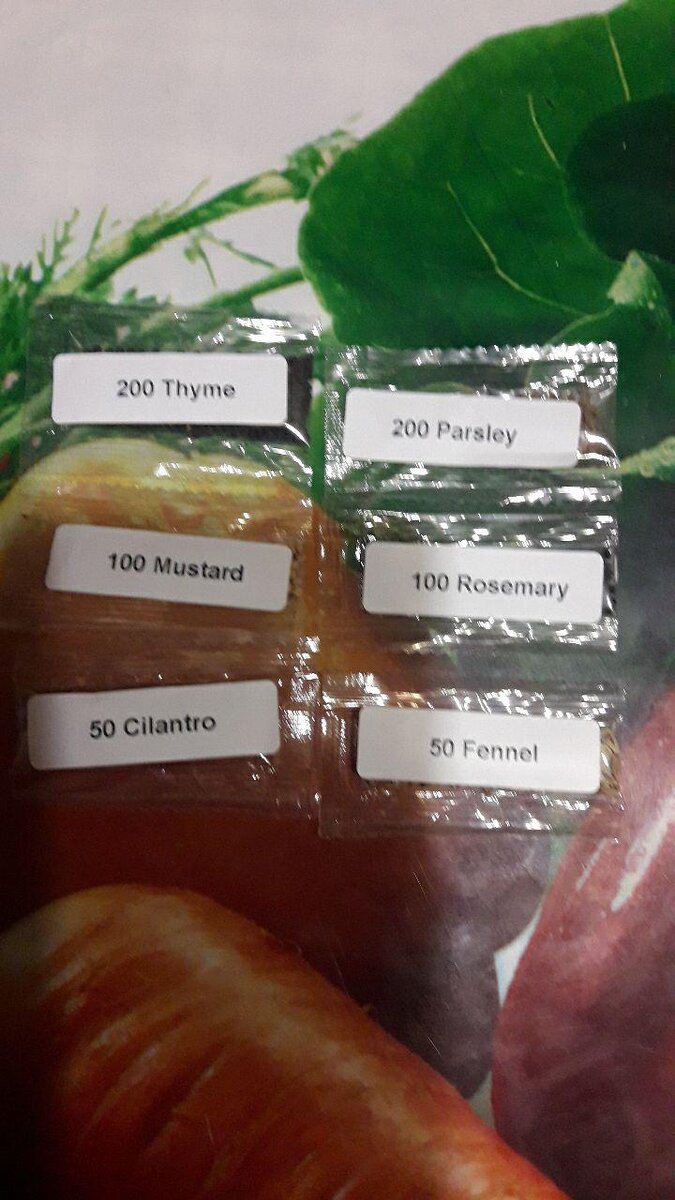 200 Thyme
200 Parsley
100 Mustard
100 Rosemary
50 Cilantro
50 Fennel